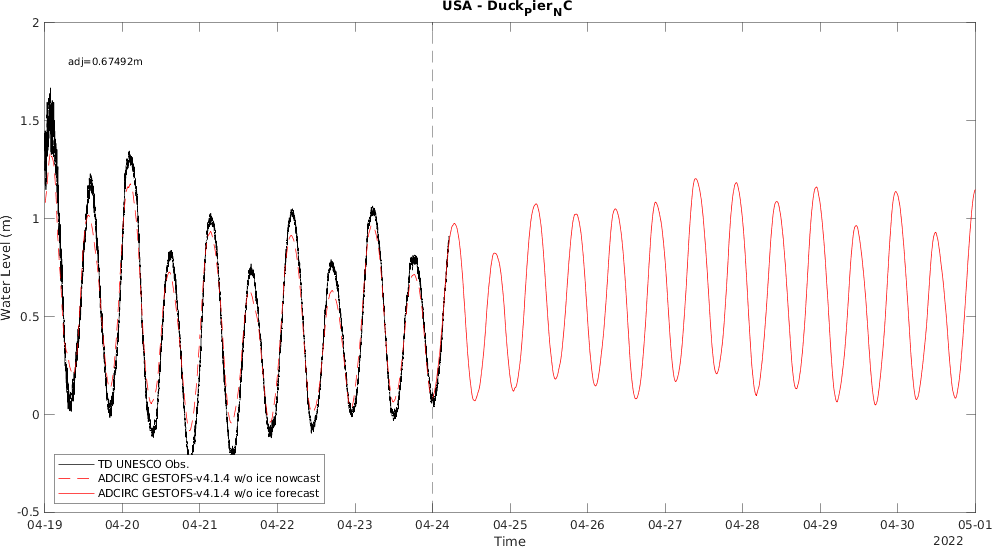 USA - Duck_Pier_NC
adj=0.67492m
2
1.5
1
0.5
0
-0.5
Water Level (m)
TD UNESCO Obs.
ADCIRC GESTOFS-v4.1.4 w/o ice nowcast
ADCIRC GESTOFS-v4.1.4 w/o ice forecast
04-19 04-20 04-21 04-22 04-23 04-24 04-25 04-26 04-27 04-28 04-29 04-30 05-01
Time
2022